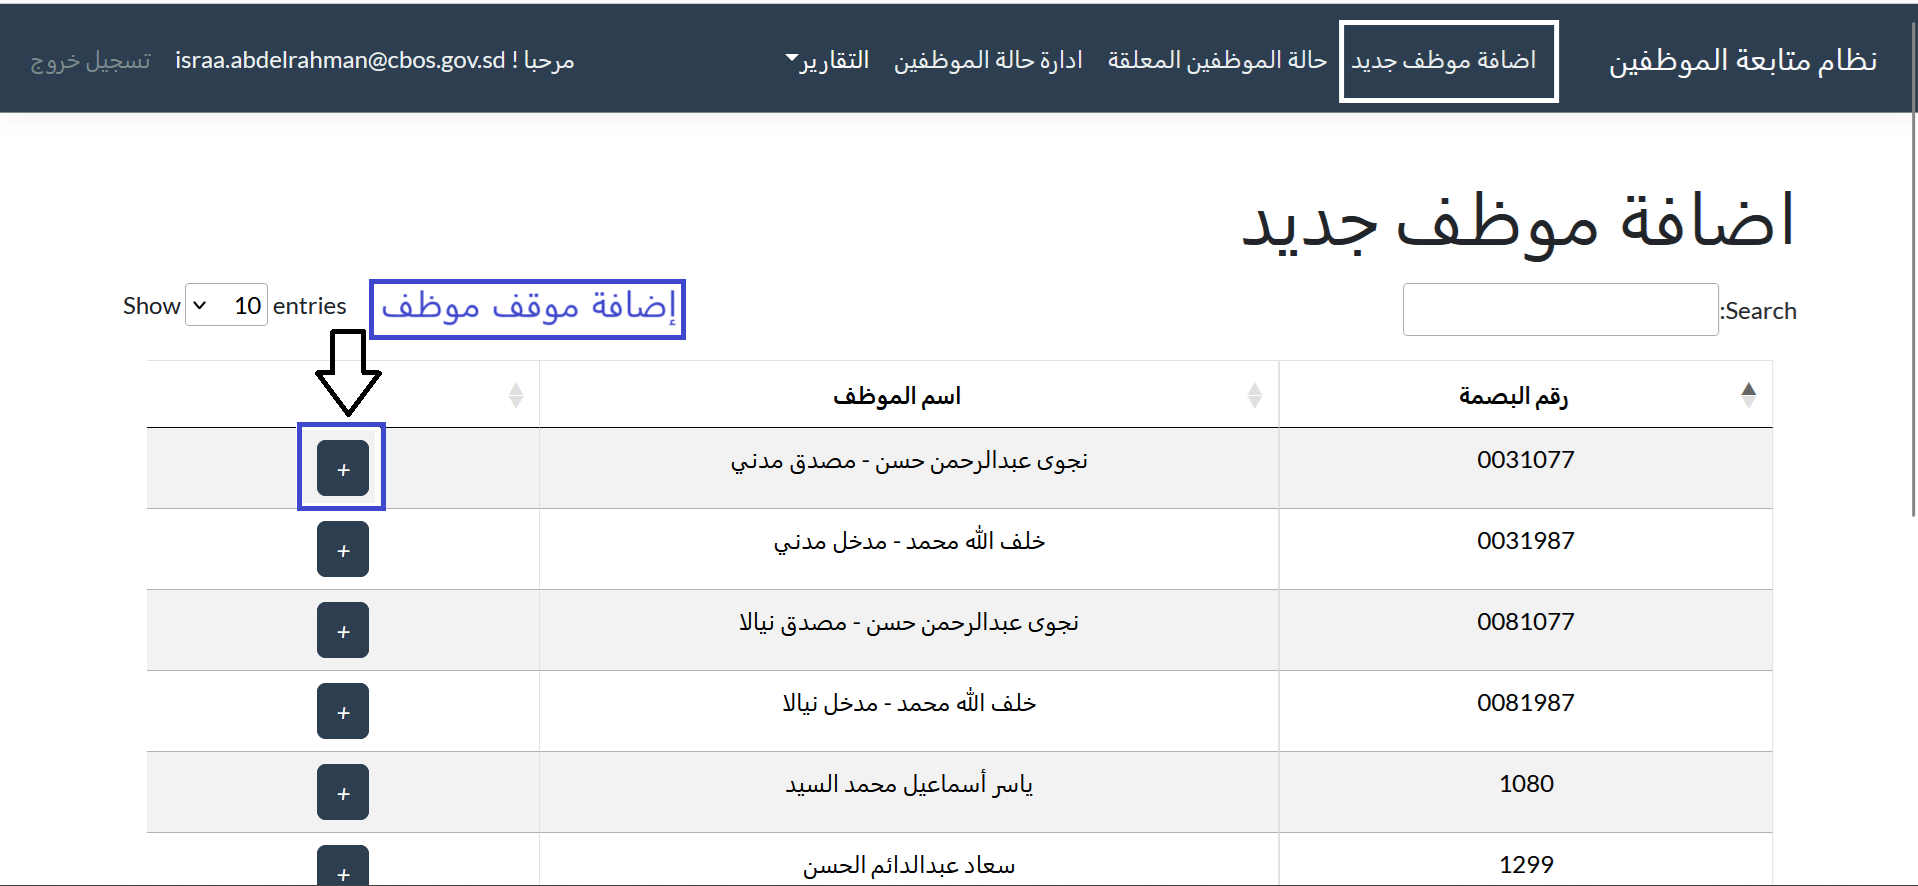 نظام متابعة الموظفين
اضافة موظف جديد
حالة الموظفين المعلقة
ادارة حالة الموظفين
التقارير
مرحبا ! israa.abdelrahman@cbos.gov.sd
تسجيل خروج
اضافة موظف جديد
Search:
إضافة موقف موظف
Show 10 entries
رقم البصمة اسم الموظف
0031077 نجوى عبدالرحمن حسن - مصدق مدني +
0031987 خلف الله محمد - مدخل مدني +
0081077 نجوى عبدالرحمن حسن - مصدق نيالا +
0081987 خلف الله محمد - مدخل نيالا +
1080 ياسر أسماعيل محمد السيد +
1299 سعاد عبدالدائم الحسن +